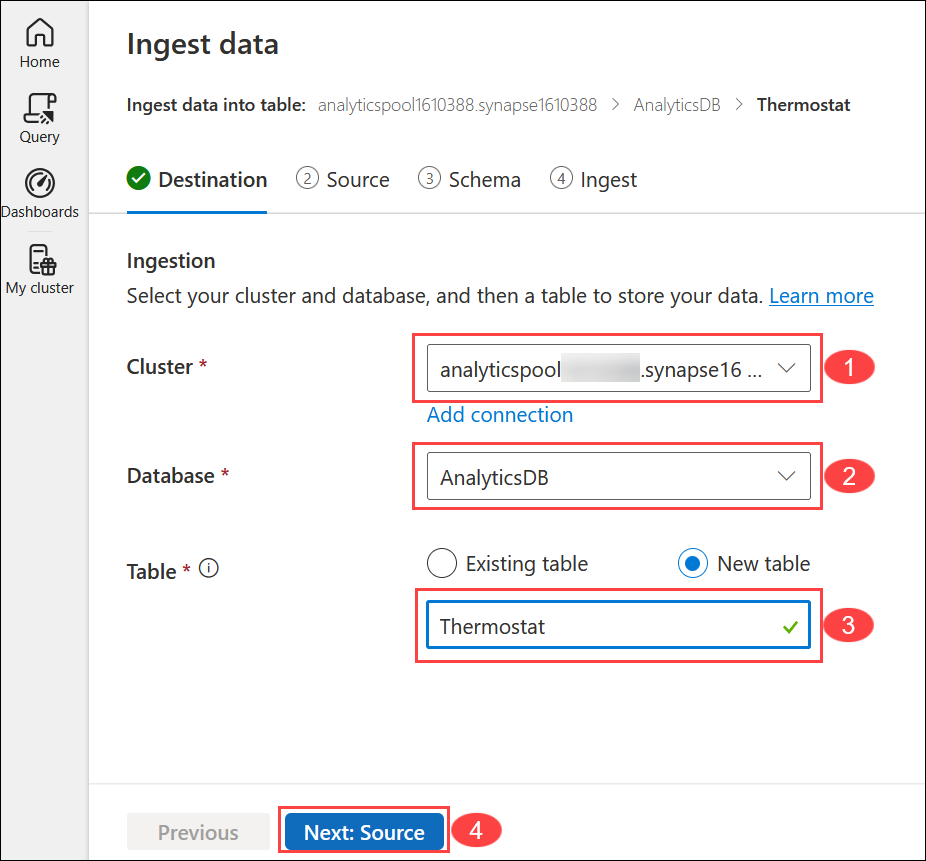 Home
Query
Dashboards
My cluster
Ingest data
Ingest data into table: analyticspool1610388.synapse1610388 > AnalyticsDB > Thermostat
Destination 2 Source 3 Schema 4 Ingest
Ingestion
Select your cluster and database, and then a table to store your data. Learn more
Cluster * analyticspool .synapse16 ... 1
Add connection
Database * AnalyticsDB 2
Table * Existing table New table
Thermostat 3
Previous Next: Source 4